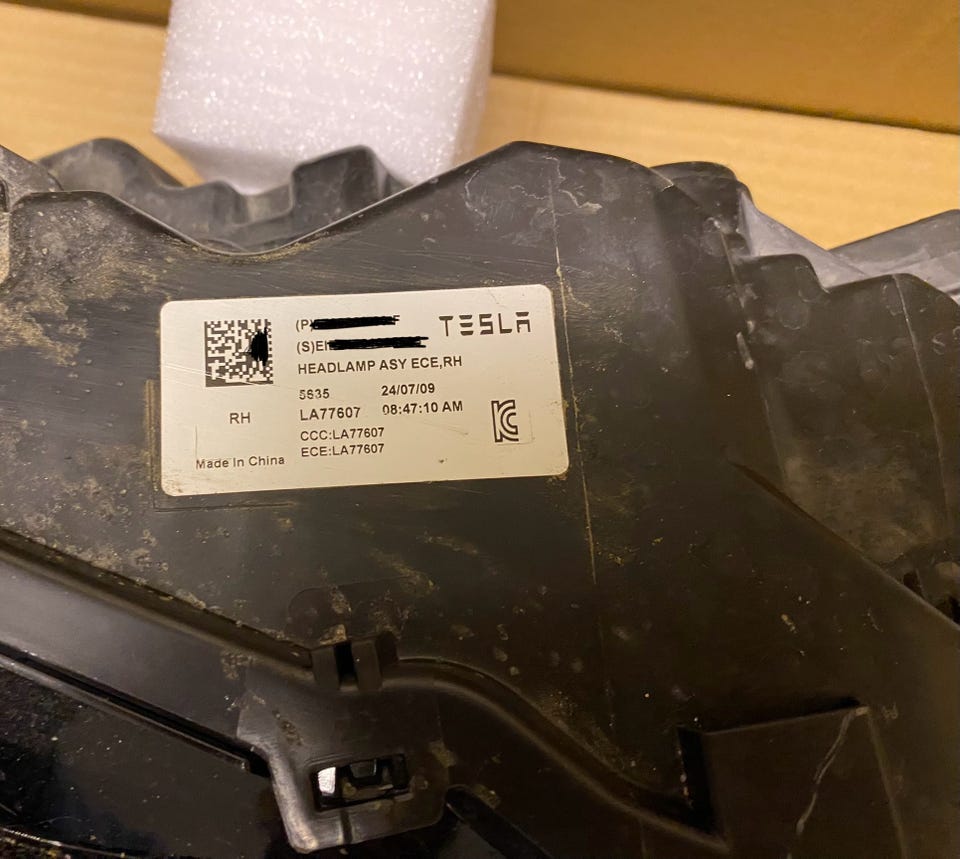 (P)
TESLA
(S)E
HEADLAMP ASY ECE,RH
5635 24/07/09
RH LA77607 08:47:10 AM
CCC:LA77607
ECE:LA77607
Made In China